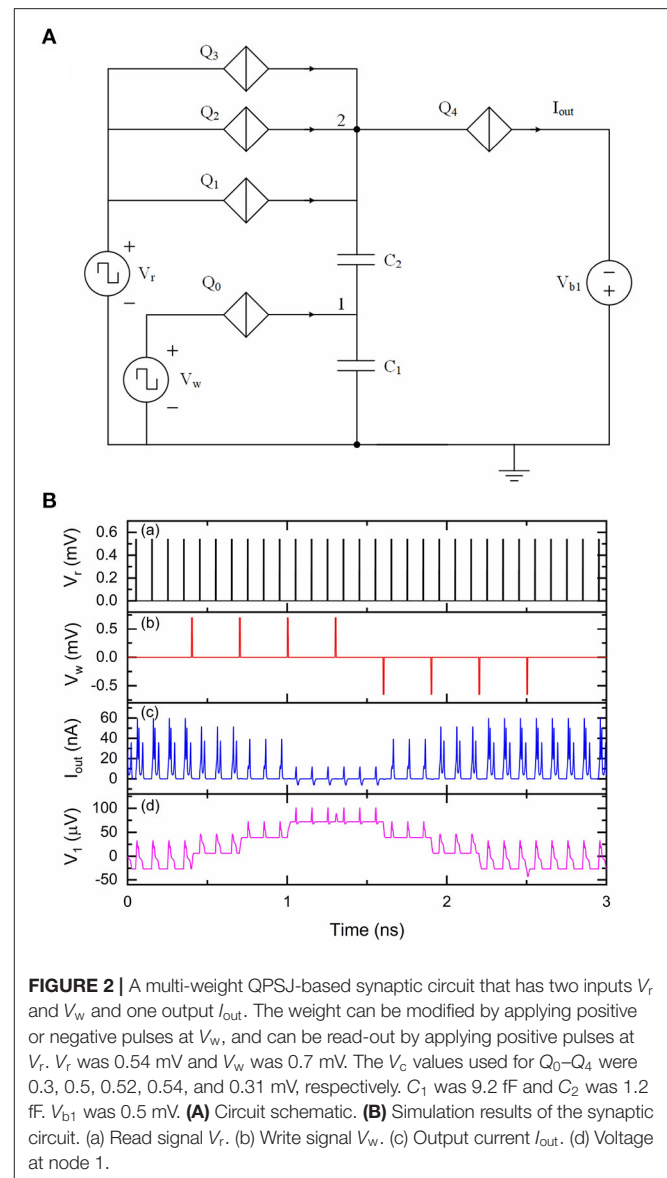 A
Q3
Q2
2
Q4
Iout
Q1
C2
+
Vr
−
Q0
1
−
Vb1
+
+
Vw
−
C1
B
Vr (mV)
0.6
0.4
0.2
0.0
(a)
Vw (mV)
0.5
0.0
-0.5
(b)
Iout (nA)
60
40
20
0
(c)
V1 (μV)
100
50
0
-50
(d)
0 1 2 3
Time (ns)
FIGURE 2 | A multi-weight QPSJ-based synaptic circuit that has two inputs Vr
and Vw and one output Iout. The weight can be modified by applying positive
or negative pulses at Vw, and can be read-out by applying positive pulses at
Vr. Vr was 0.54 mV and Vw was 0.7 mV. The Vc values used for Q0–Q4 were
0.3, 0.5, 0.52, 0.54, and 0.31 mV, respectively. C1 was 9.2 fF and C2 was 1.2
fF. Vb1 was 0.5 mV. (A) Circuit schematic. (B) Simulation results of the synaptic
circuit. (a) Read signal Vr. (b) Write signal Vw. (c) Output current Iout. (d) Voltage
at node 1.